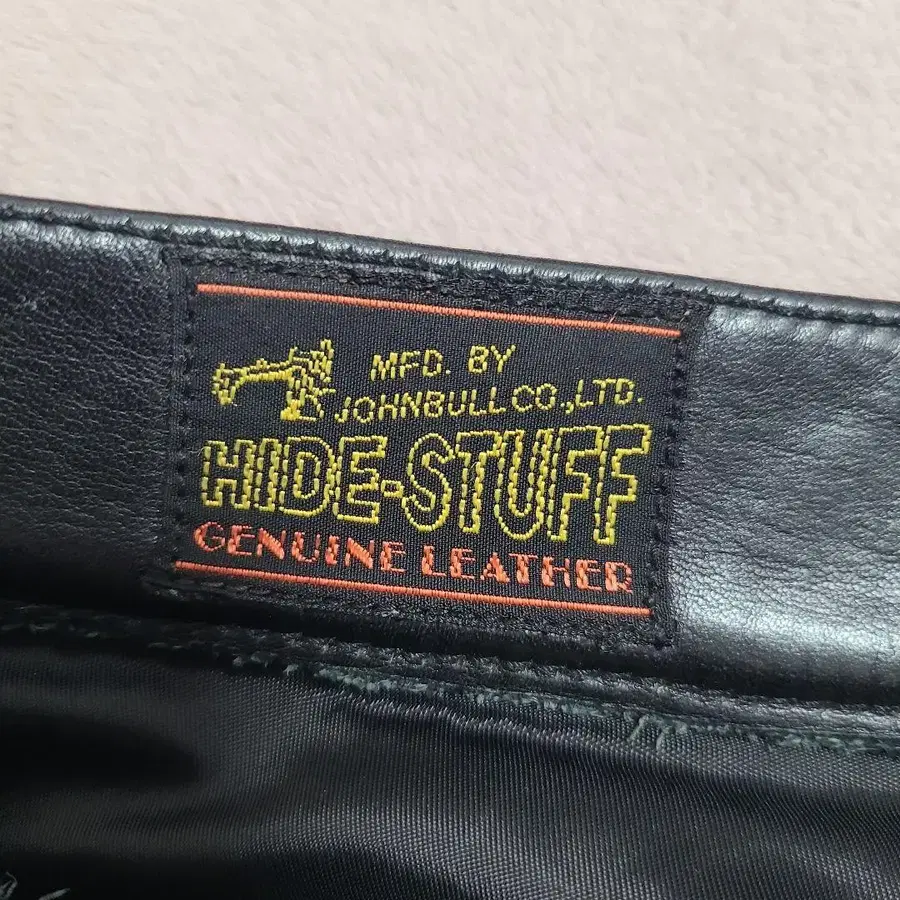 MFD. BY
JOHNBULL CO.,LTD.
HIDE-STUFF
GENUINE LEATHER